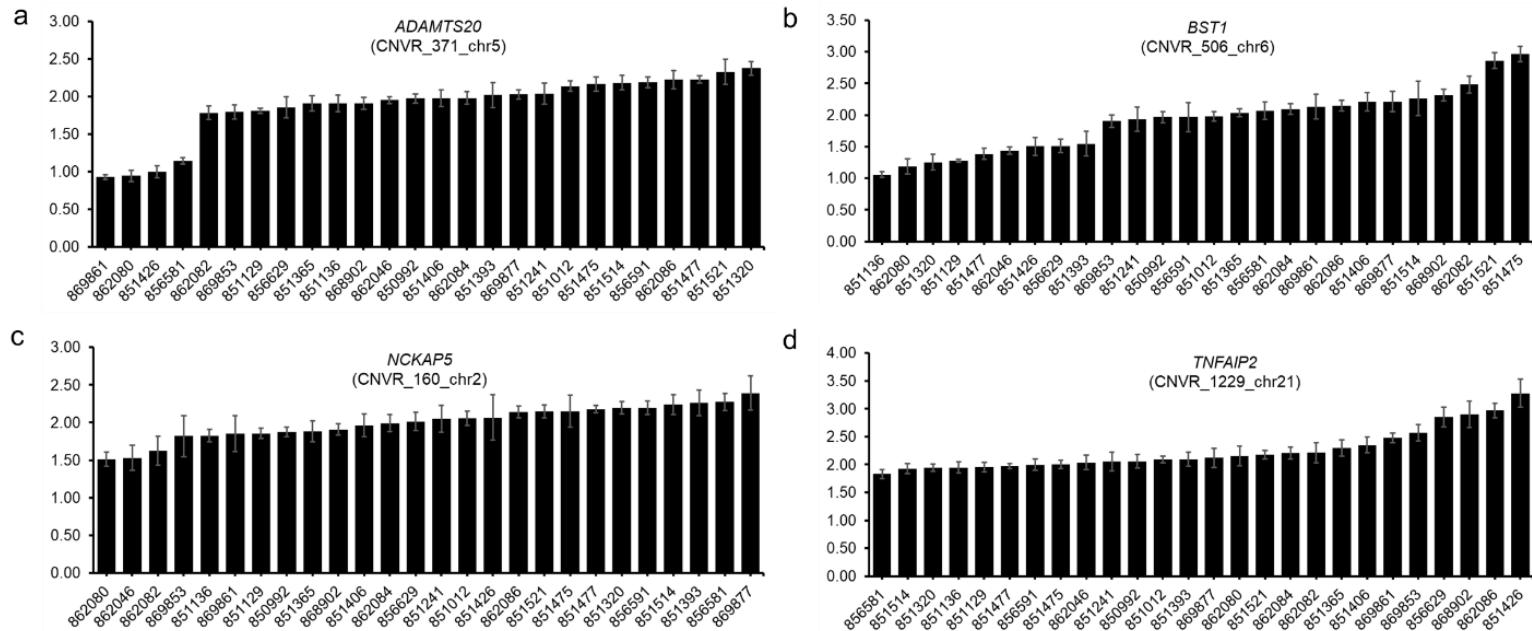 a
ADAMTS20
(CNVR_371_chr5)
3.00
2.50
2.00
1.50
1.00
0.50
0.00
869861 862080 851426 856581 862082 869853 851129 856629 851365 851136 868902 862046 850992 851406 862084 851393 869877 851241 851012 851475 851514 856591 862086 851477 851521 851320
b
BST1
(CNVR_506_chr6)
3.50
3.00
2.50
2.00
1.50
1.00
0.50
0.00
851136 862080 851320 851129 851477 862046 851426 856629 851393 869853 851241 850992 856591 851012 851365 856581 862084 869861 862086 851406 869877 851514 868902 862082 851521 851475
c
NCKAP5
(CNVR_160_chr2)
3.00
2.50
2.00
1.50
1.00
0.50
0.00
862080 862046 862082 869853 851136 869861 851129 850992 851365 868902 851406 862084 856629 851241 851012 851426 862086 851521 851475 851477 851320 856591 851514 851393 856581 869877
d
TNFAIP2
(CNVR_1229_chr21)
4.00
3.50
3.00
2.50
2.00
1.50
1.00
0.50
0.00
856581 851514 851320 851136 851129 851477 856591 851475 862046 851241 850992 851012 851393 869877 862080 851521 862084 862082 851365 851406 869861 869853 856629 868902 862086 851426